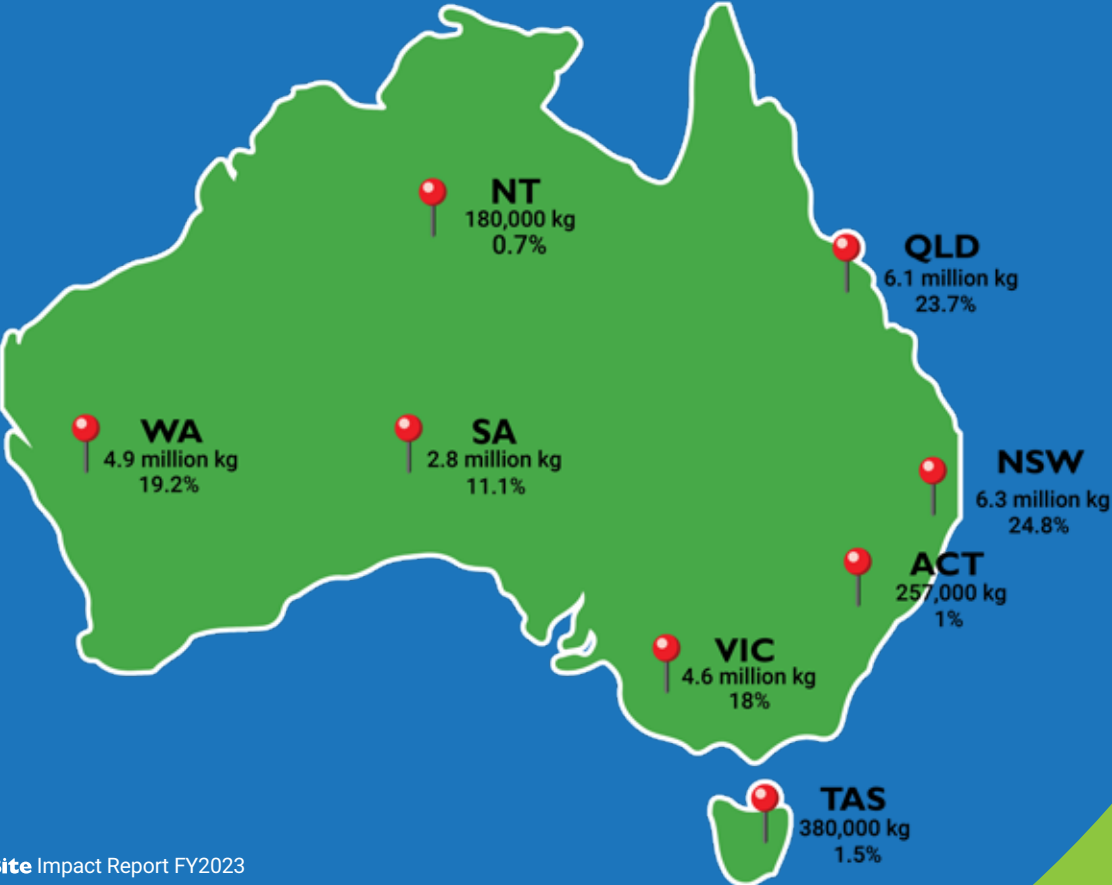 NT
180,000 kg
0.7%
QLD
6.1 million kg
23.7%
WA
4.9 million kg
19.2%
SA
2.8 million kg
11.1%
NSW
6.3 million kg
24.8%
ACT
257,000 kg
1%
VIC
4.6 million kg
18%
TAS
380,000 kg
1.5%
Impact Report FY2023